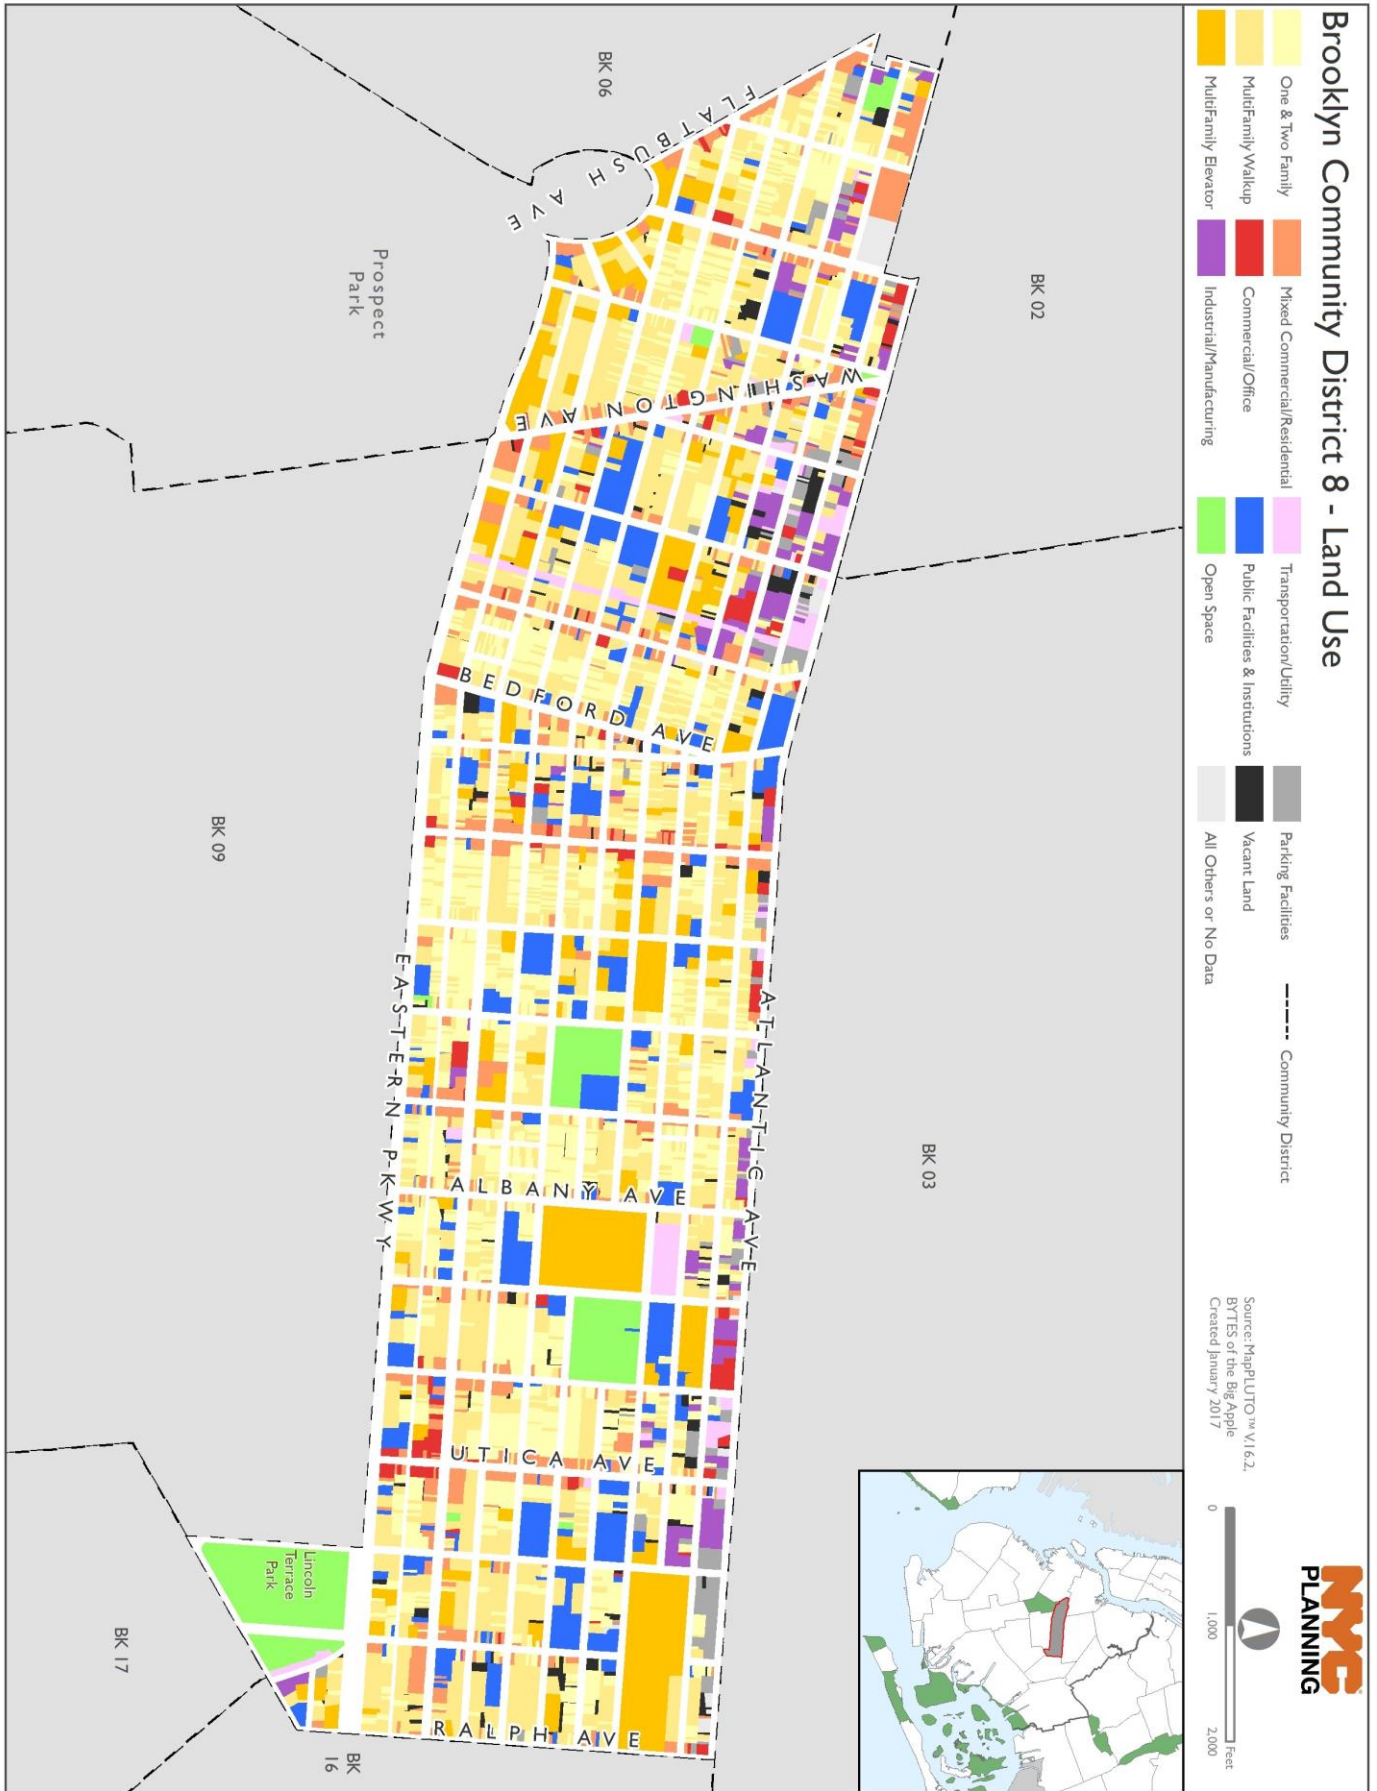 Brooklyn Community District 8 - Land Use
One & Two Family
MultiFamily Walkup
MultiFamily Elevator
Mixed Commercial/Residential
Commercial/Office
Industrial/Manufacturing
Transportation/Utility
Public Facilities & Institutions
Open Space
Parking Facilities
Vacant Land
All Others or No Data
Community District
Source: MapPLUTO™ V16.2,
BYTES of the Big Apple
Created January 2017
0 1,000 2,000
Feet
NYC
PLANNING
BK 02
BK 03
BK 06
FLATBUSH AVE
WASHINGTON AVE
Prospect
Park
BEDFORD AVE
ATLANTIC AVE
EASTERN PKWY
ALBANY AVE
UTICA AVE
RALPH AVE
BK 09
Lincoln
Terrace
Park
BK 17
BK
16